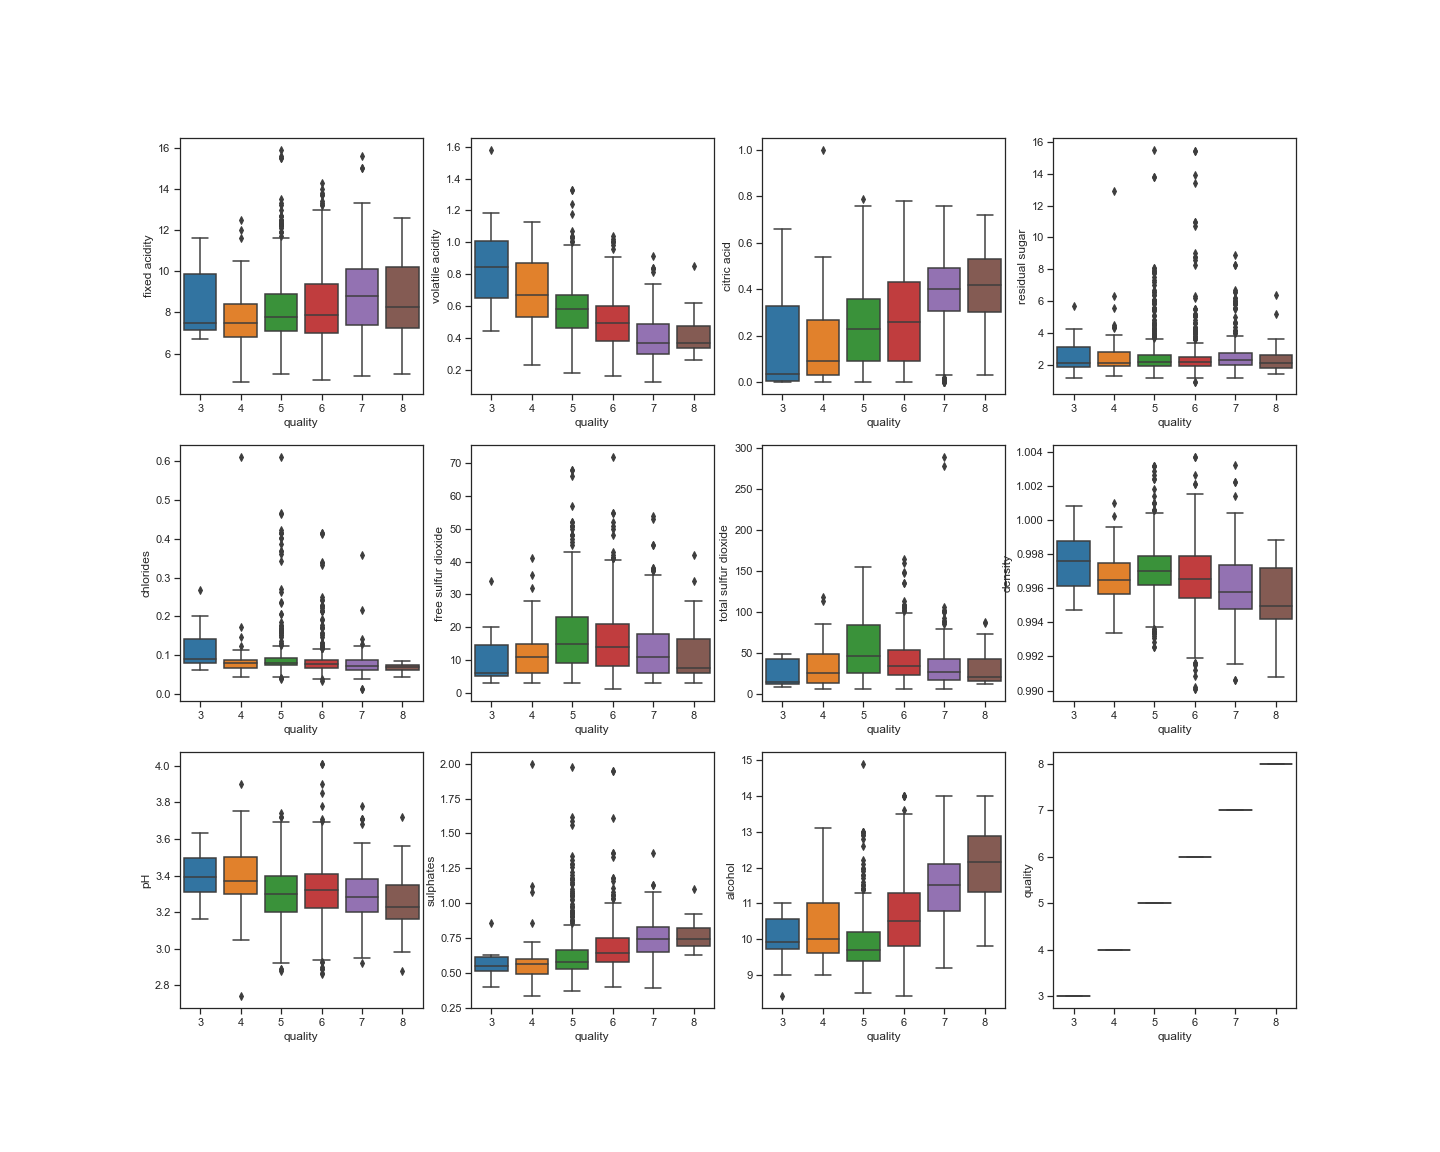 fixed acidity
16
14
12
10
8
6
3 4 5 6 7 8
quality
volatile acidity
1.6
1.4
1.2
1.0
0.8
0.6
0.4
0.2
3 4 5 6 7 8
quality
citric acid
1.0
0.8
0.6
0.4
0.2
0.0
3 4 5 6 7 8
quality
residual sugar
16
14
12
10
8
6
4
2
3 4 5 6 7 8
quality
chlorides
0.6
0.5
0.4
0.3
0.2
0.1
0.0
3 4 5 6 7 8
quality
free sulfur dioxide
70
60
50
40
30
20
10
0
3 4 5 6 7 8
quality
total sulfur dioxide
300
250
200
150
100
50
0
3 4 5 6 7 8
quality
density
1.004
1.002
1.000
0.998
0.996
0.994
0.992
0.990
3 4 5 6 7 8
quality
pH
4.0
3.8
3.6
3.4
3.2
3.0
2.8
3 4 5 6 7 8
quality
sulphates
2.00
1.75
1.50
1.25
1.00
0.75
0.50
0.25
3 4 5 6 7 8
quality
alcohol
15
14
13
12
11
10
9
3 4 5 6 7 8
quality
quality
8
7
6
5
4
3
3 4 5 6 7 8
quality